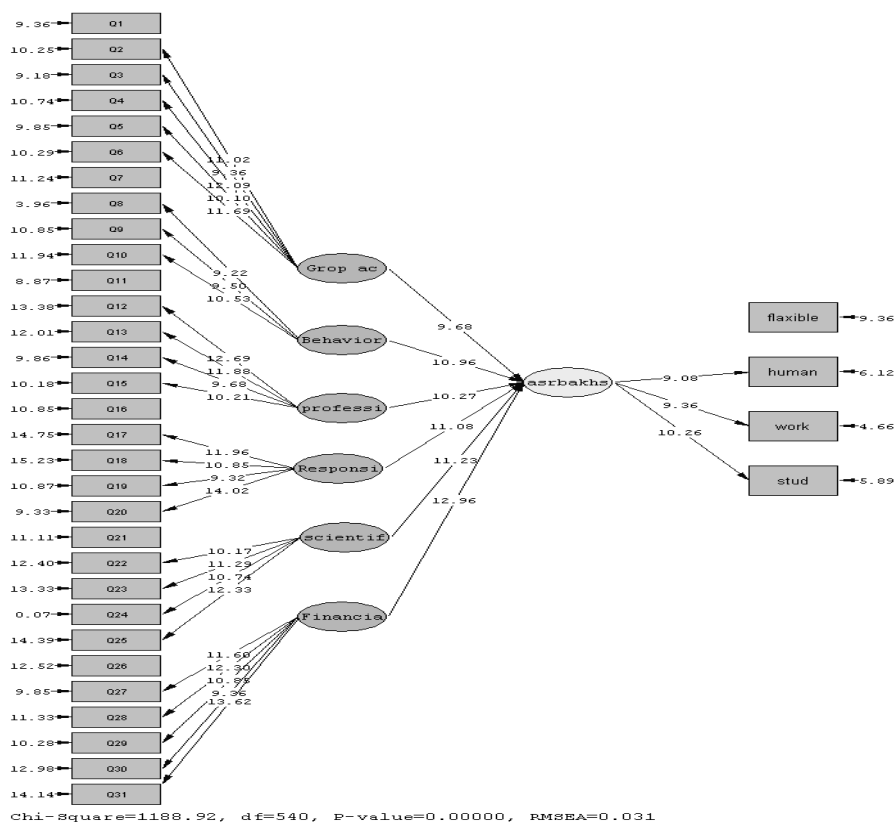 9.36 Q1
10.25 Q2
9.18 Q3
10.74 Q4
9.85 Q5
10.29 Q6
11.24 Q7
3.96 Q8
10.85 Q9
11.94 Q10
8.87 Q11
13.38 Q12
12.01 Q13
9.86 Q14
10.18 Q15
10.85 Q16
14.75 Q17
15.23 Q18
10.87 Q19
9.33 Q20
11.11 Q21
12.40 Q22
13.33 Q23
0.07 Q24
14.39 Q25
12.52 Q26
9.85 Q27
11.33 Q28
10.28 Q29
12.98 Q30
14.14 Q31
11.02
9.36
12.09
10.10
11.69
9.22
9.50
10.53
12.69
11.88
9.68
10.21
11.96
10.85
9.32
14.02
10.17
11.29
10.74
12.33
11.60
12.30
10.85
9.36
13.62
Grop ac
Behavior
professi
Responsi
scientif
Financia
9.68
10.96
10.27
11.08
11.23
12.96
asrbakhs
9.08
9.36
10.26
flaxible 9.36
human 6.12
work 4.66
stud 5.89
Chi-Square=1188.92, df=540, P-value=0.00000, RMSEA=0.031